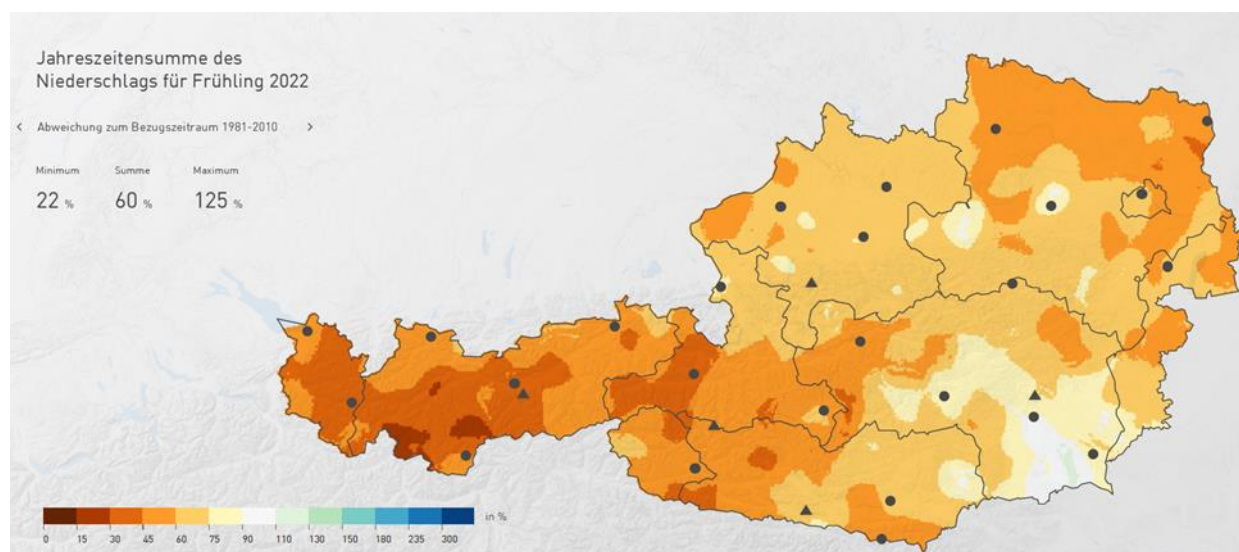 Jahreszeitensumme des
Niederschlags für Frühling 2022
‹ Abweichung zum Bezugszeitraum 1981-2010 ›
Minimum Summe Maximum
22 % 60 % 125 %
in %
0 15 30 45 60 75 90 110 130 150 180 235 300